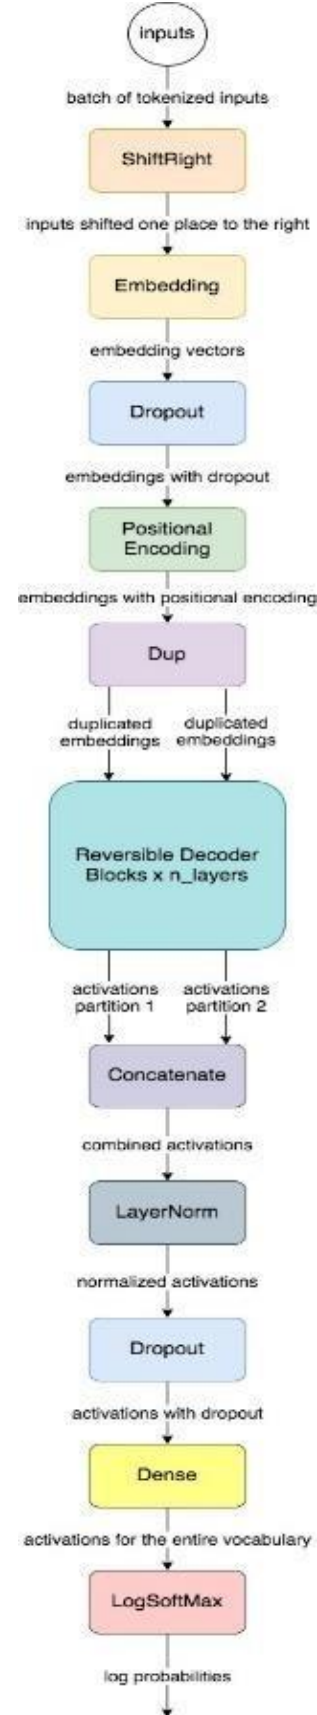 inputs
batch of tokenized inputs
ShiftRight
inputs shifted one place to the right
Embedding
embedding vectors
Dropout
embeddings with dropout
Positional
Encoding
embeddings with positional encoding
Dup
duplicated
embeddings
duplicated
embeddings
Reversible Decoder
Blocks x n_layers
activations
partition 1
activations
partition 2
Concatenate
combined activations
LayerNorm
normalized activations
Dropout
activations with dropout
Dense
activations for the entire vocabulary
LogSoftMax
log probabilities